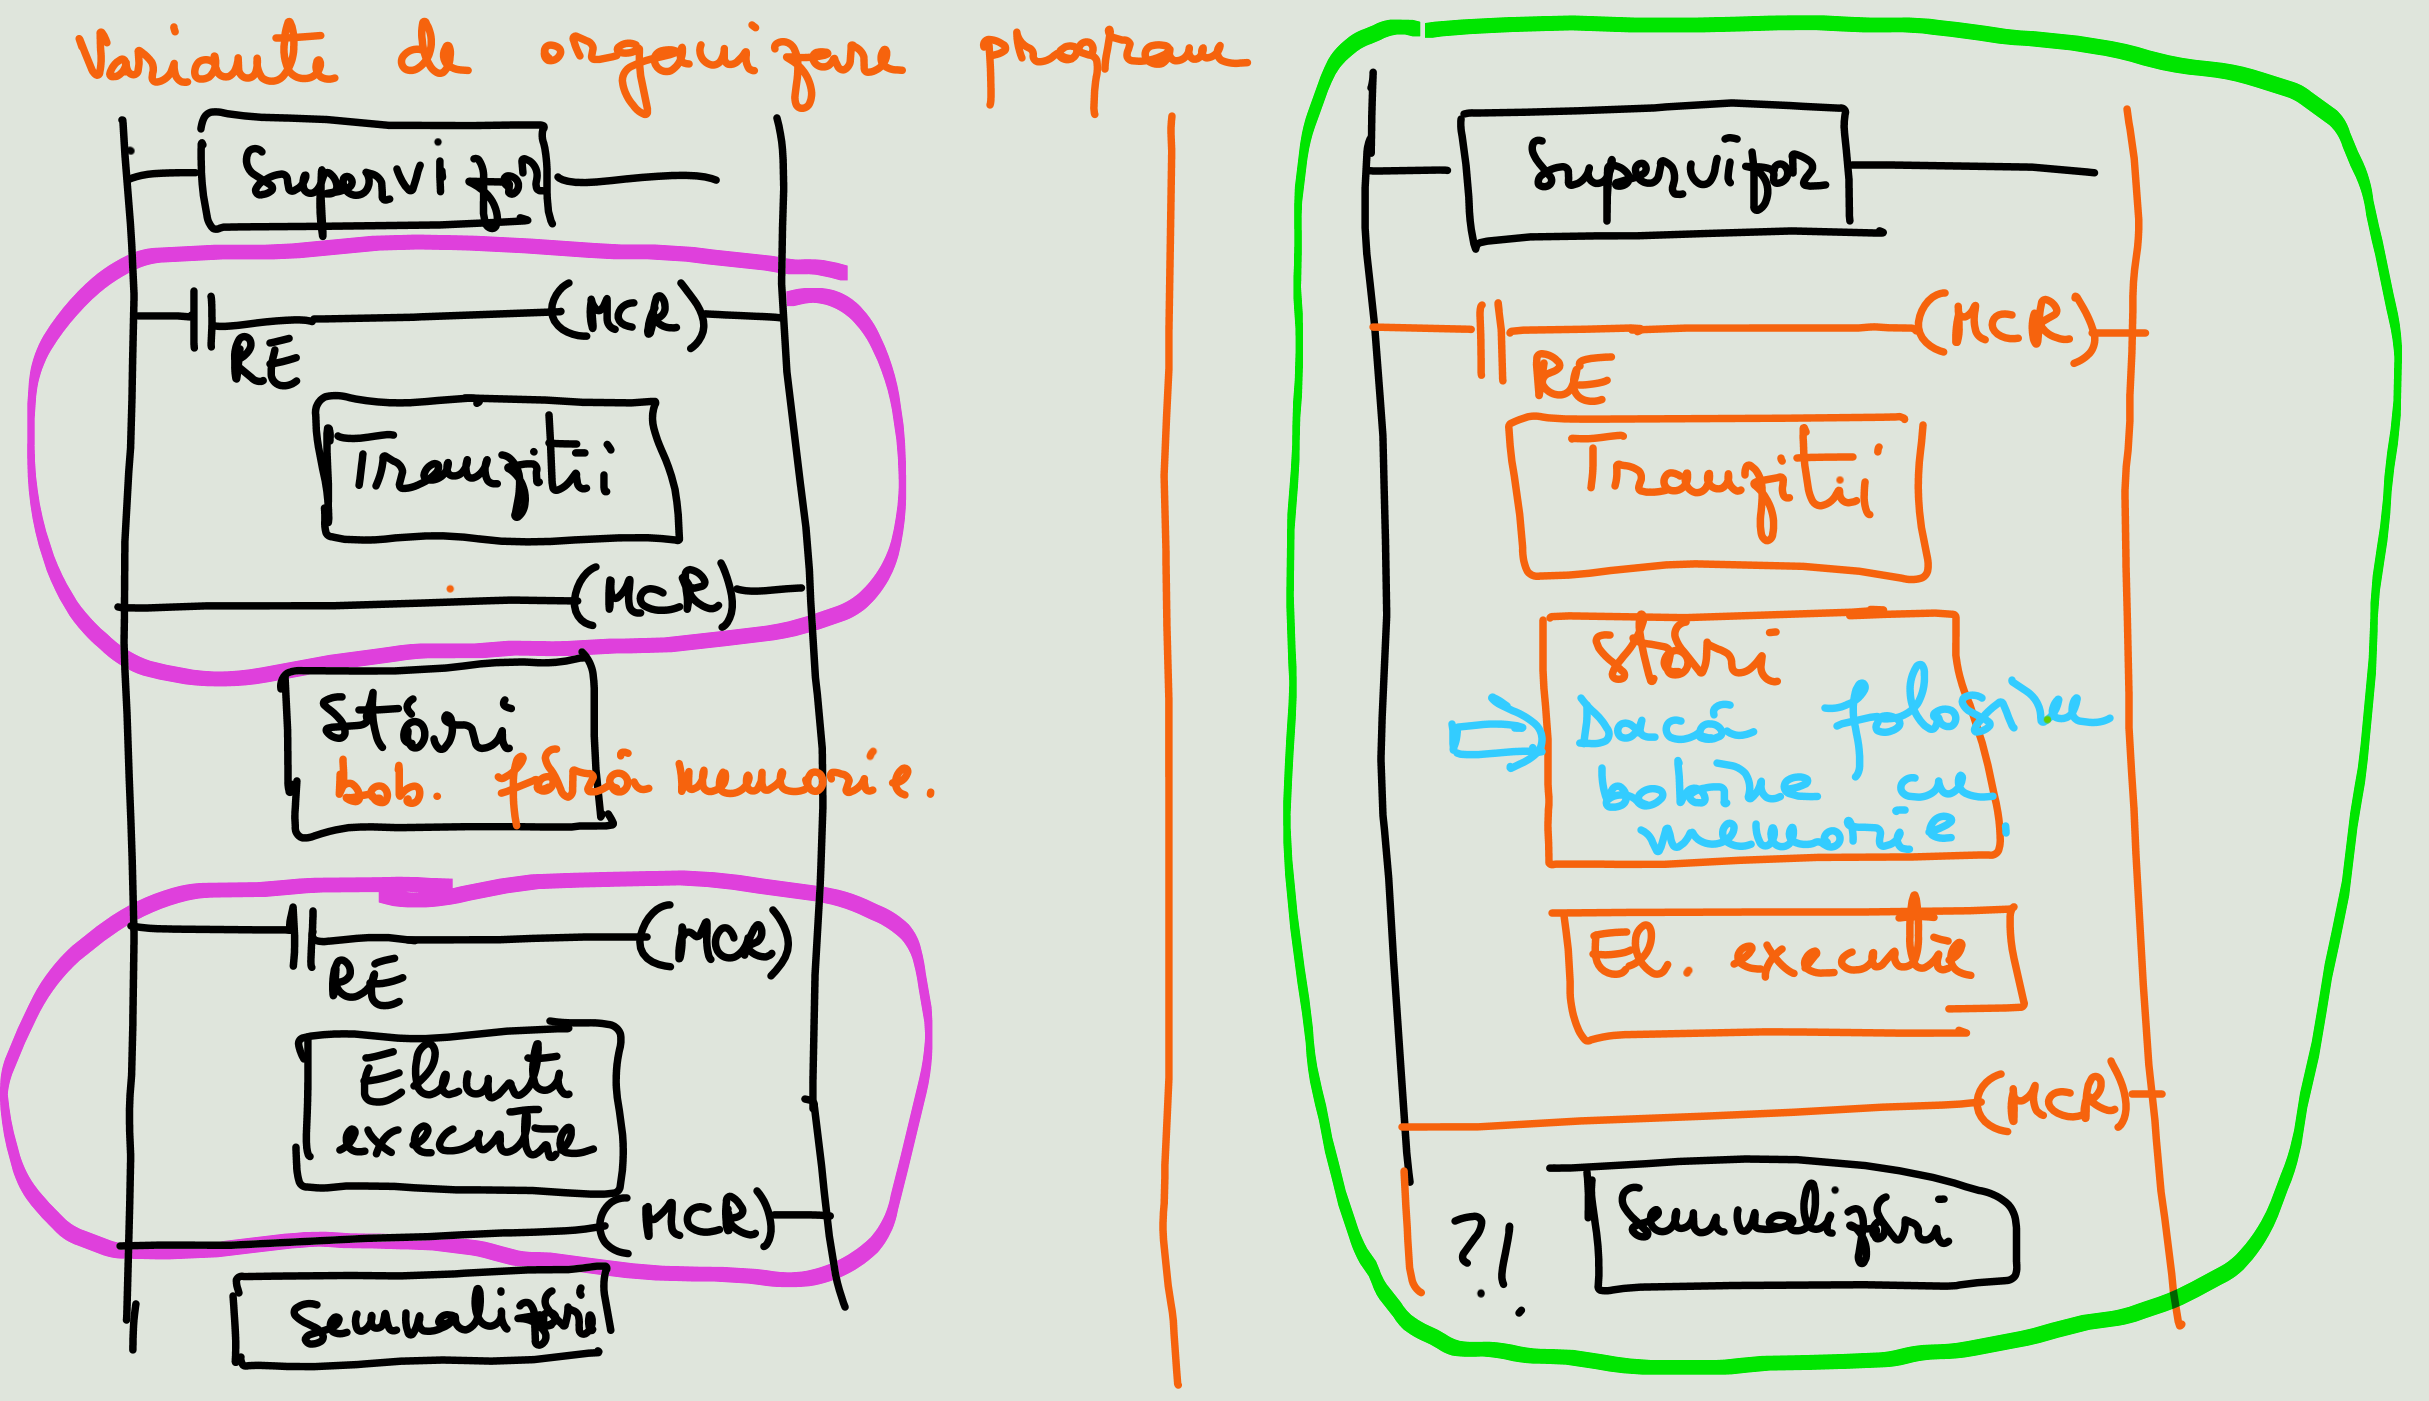 Variante de organizare program
Supervizor
(MCR)
RE
Tranzitii
(MCR)
Stări
bob. fără memorie.
(MCR)
RE
Elemente
executie
(MCR)
Semnalizări
Supervizor
(MCR)
RE
Tranzitii
Stări
Dacă folosim
bobine cu
memorie
El. executie
(MCR)
?!
Semnalizări